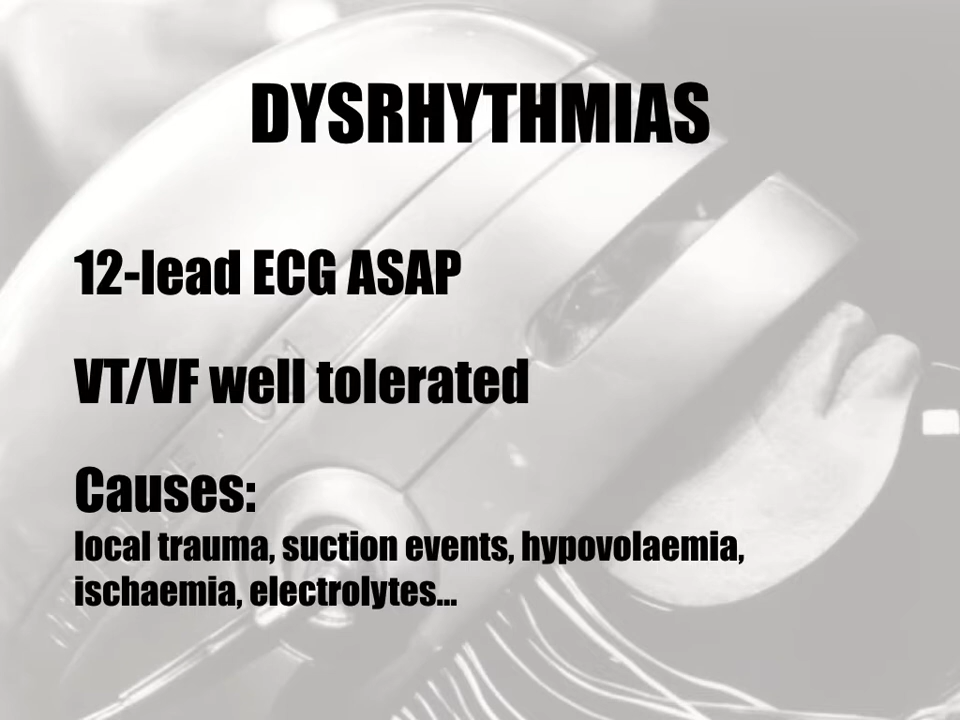 DYSRHYTHMIAS
12-lead ECG ASAP
VT/VF well tolerated
Causes:
local trauma, suction events, hypovolaemia,
ischaemia, electrolytes...